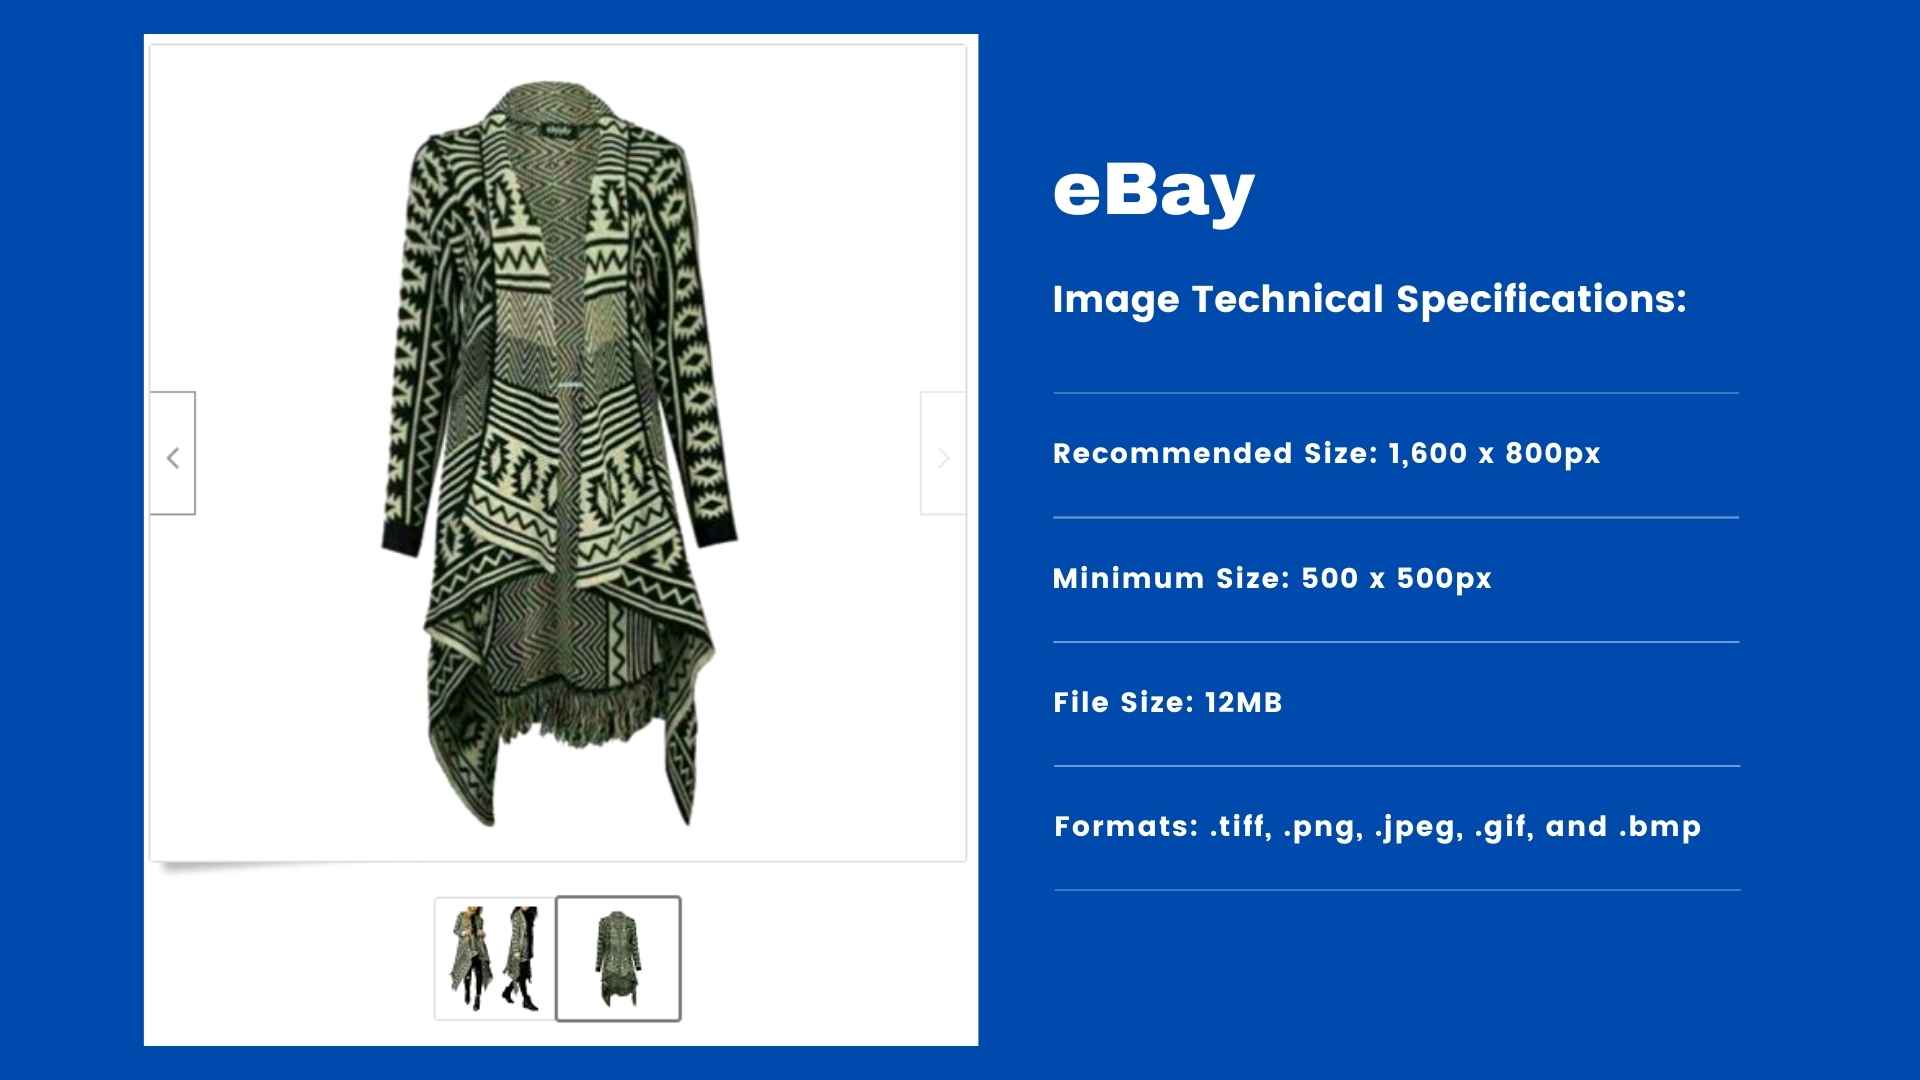 eBay
Image Technical Specifications:
Recommended Size: 1,600 x 800px
Minimum Size: 500 x 500px
File Size: 12MB
Formats: .tiff, .png, .jpeg, .gif, and .bmp